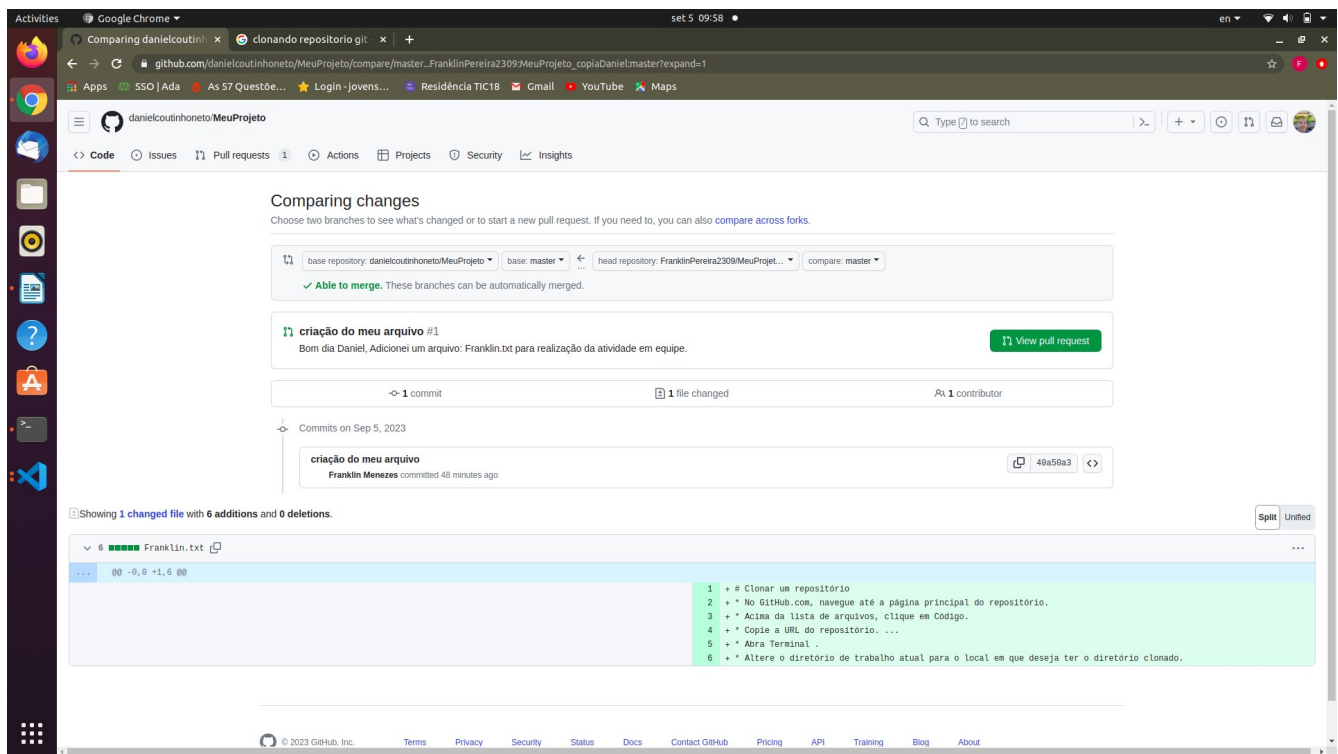 Activities Google Chrome set 5 09:58 en
Comparing danielcoutinh clonando repositorio git -
github.com/danielcoutinhoneto/MeuProjeto/compare/master...FranklinPereira2309:MeuProjeto_copiaDaniel:master?expand=1
Apps SSO | Ada As 57 Questõe... Login - jovens... Residência TIC18 Gmail YouTube Maps
danielcoutinhoneto/MeuProjeto Type / to search
Code Issues Pull requests 1 Actions Projects Security Insights
Comparing changes
Choose two branches to see what's changed or to start a new pull request. If you need to, you can also compare across forks.
base repository: danielcoutinhoneto/MeuProjeto base: master ← ... head repository: FranklinPereira2309/MeuProjet... compare: master
✓ Able to merge. These branches can be automatically merged.
criação do meu arquivo #1
Bom dia Daniel, Adicionei um arquivo: Franklin.txt para realização da atividade em equipe.
View pull request
1 commit 1 file changed 1 contributor
Commits on Sep 5, 2023
criação do meu arquivo
Franklin Menezes committed 48 minutes ago
40a50a3
Showing 1 changed file with 6 additions and 0 deletions.
Split Unified
6 Franklin.txt ...
... @@ -0,0 +1,6 @@
1 + # Clonar um repositório
2 + * No GitHub.com, navegue até a página principal do repositório.
3 + * Acima da lista de arquivos, clique em Código.
4 + * Copie a URL do repositório. ...
5 + * Abra Terminal .
6 + * Altere o diretório de trabalho atual para o local em que deseja ter o diretório clonado.
© 2023 GitHub, Inc. Terms Privacy Security Status Docs Contact GitHub Pricing API Training Blog About